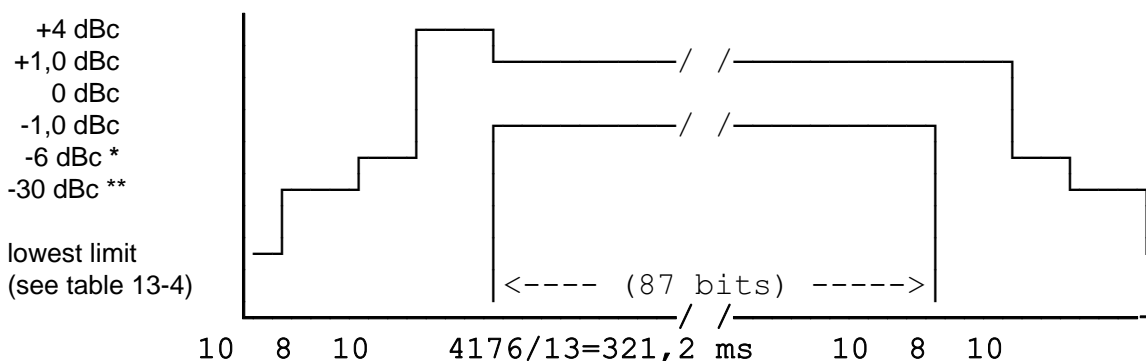 +4 dBc
+1,0 dBc
0 dBc
-1,0 dBc
-6 dBc *
-30 dBc **
lowest limit
(see table 13-4)
/ /
/ /
<---- (87 bits) ----->
/ /
10 8 10 4176/13=321,2 ms 10 8 10